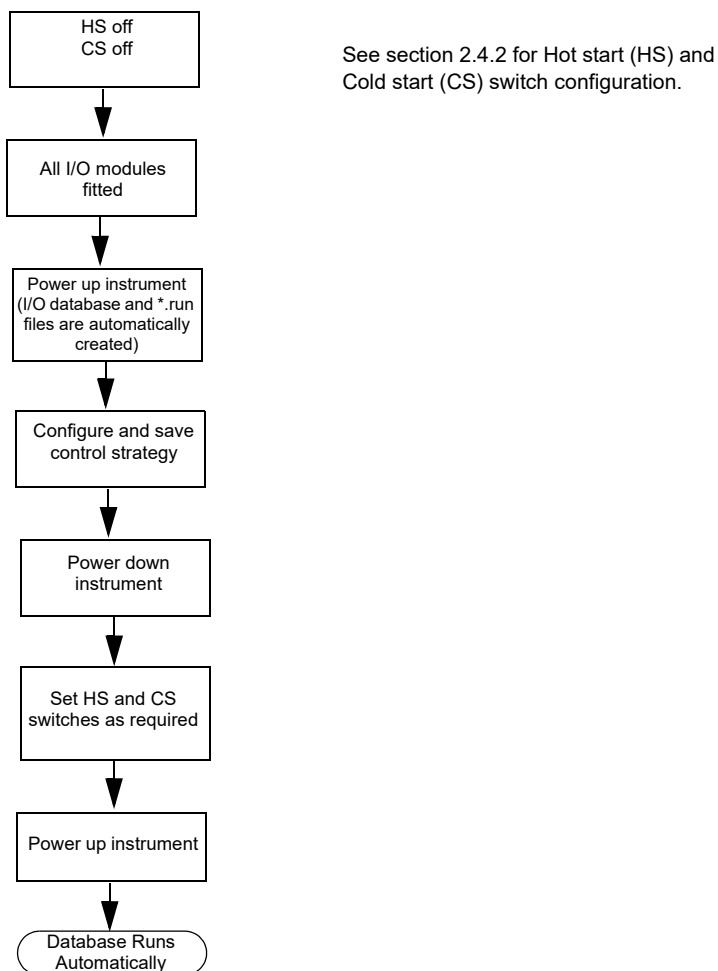 HS off
CS off
See section 2.4.2 for Hot start (HS) and
Cold start (CS) switch configuration.
All I/O modules
fitted
Power up instrument
(I/O database and *.run
files are automatically
created)
Configure and save
control strategy
Power down
instrument
Set HS and CS
switches as required
Power up instrument
Database Runs
Automatically